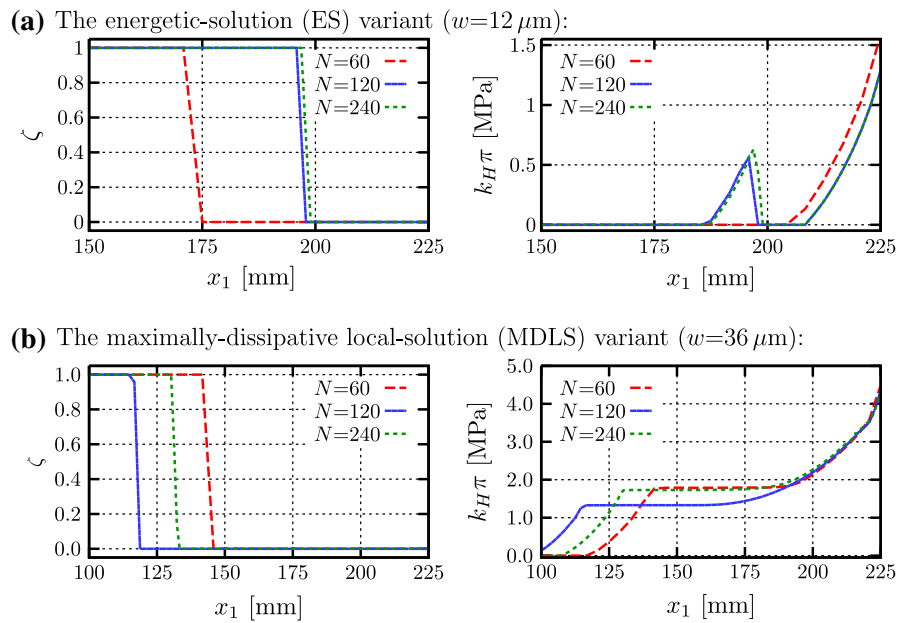 (a) The energetic-solution (ES) variant (w=12 μm):
ζ
1
0.8
0.6
0.4
0.2
0
150 175 200 225
x₁ [mm]
N=60
N=120
N=240
k_H π [MPa]
1.5
1
0.5
0
150 175 200 225
x₁ [mm]
N=60
N=120
N=240
(b) The maximally-dissipative local-solution (MDLS) variant (w=36 μm):
ζ
1.0
0.8
0.6
0.4
0.2
0.0
100 125 150 175 200 225
x₁ [mm]
N=60
N=120
N=240
k_H π [MPa]
5.0
4.0
3.0
2.0
1.0
0.0
100 125 150 175 200 225
x₁ [mm]
N=60
N=120
N=240